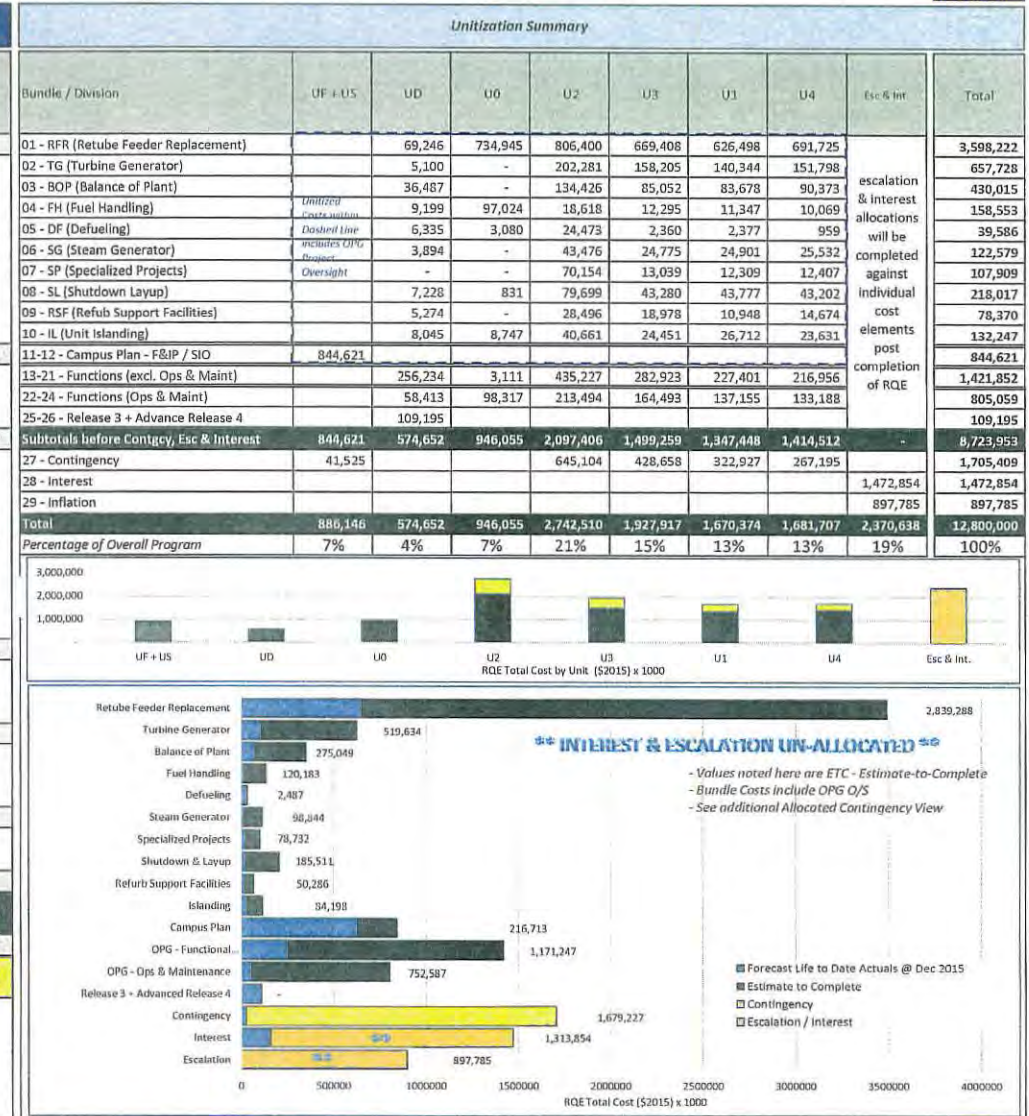 Unitization Summary
Bundle / Division UF + US UD U0 U2 U3 U1 U4 Esc & Int Total
01 - RFR (Retube Feeder Replacement) 69,246 734,945 806,400 669,408 626,498 691,725 3,598,222
02 - TG (Turbine Generator) 5,100 - 202,281 158,205 140,344 151,798 657,728
03 - BOP (Balance of Plant) 36,487 - 134,426 85,052 83,678 90,373 430,015
04 - FH (Fuel Handling) 9,199 97,024 18,618 12,295 11,347 10,069 158,553
05 - DF (Defueling) 6,335 3,080 24,473 2,360 2,377 959 39,586
06 - SG (Steam Generator) 3,894 - 43,476 24,775 24,901 25,532 122,579
07 - SP (Specialized Projects) - - 70,154 13,039 12,309 12,407 107,909
08 - SL (Shutdown Layup) 7,228 831 79,699 43,280 43,777 43,202 218,017
09 - RSF (Refub Support Facilities) 5,274 - 28,496 18,978 10,948 14,674 78,370
10 - IL (Unit Islanding) 8,045 8,747 40,661 24,451 26,712 23,631 132,247
11-12 - Campus Plan - F&IP / SIO 844,621 844,621
13-21 - Functions (excl. Ops & Maint) 256,234 3,111 435,227 282,923 227,401 216,956 1,421,852
22-24 - Functions (Ops & Maint) 58,413 98,317 213,494 164,493 137,155 133,188 805,059
25-26 - Release 3 + Advance Release 4 109,195 109,195
Unitized
Costs within
Dashed Line
includes OPG
Project
Oversight
escalation
& interest
allocations
will be
completed
against
individual
cost
elements
post
completion
of RQE
Subtotals before Contgcy, Esc & Interest 844,621 574,652 946,055 2,097,406 1,499,259 1,347,448 1,414,512 - 8,723,953
27 - Contingency 41,525 645,104 428,658 322,927 267,195 1,705,409
28 - Interest 1,472,854 1,472,854
29 - Inflation 897,785 897,785
Total 886,146 574,652 946,055 2,742,510 1,927,917 1,670,374 1,681,707 2,370,638 12,800,000
Percentage of Overall Program 7% 4% 7% 21% 15% 13% 13% 19% 100%
3,000,000
2,000,000
1,000,000
-
UF + US UD U0 U2 U3 U1 U4 Esc & Int.
RQE Total Cost by Unit ($2015) x 1000
Retube Feeder Replacement 2,839,288
Turbine Generator 519,634
Balance of Plant 275,049
Fuel Handling 120,183
Defueling 2,487
Steam Generator 98,844
Specialized Projects 78,732
Shutdown & Layup 185,511
Refurb Support Facilities 50,286
Islanding 84,198
Campus Plan 216,713
OPG - Functional... 1,171,247
OPG - Ops & Maintenance 752,587
Release 3 + Advanced Release 4 -
Contingency 1,679,227
Interest ** 1,313,854
Escalation ** 897,785
** INTEREST & ESCALATION UN-ALLOCATED **
- Values noted here are ETC - Estimate-to-Complete
- Bundle Costs include OPG O/S
- See additional Allocated Contingency View
Forecast Life to Date Actuals @ Dec 2015
Estimate to Complete
Contingency
Escalation / Interest
0 500000 1000000 1500000 2000000 2500000 3000000 3500000 4000000
RQE Total Cost ($2015) x 1000